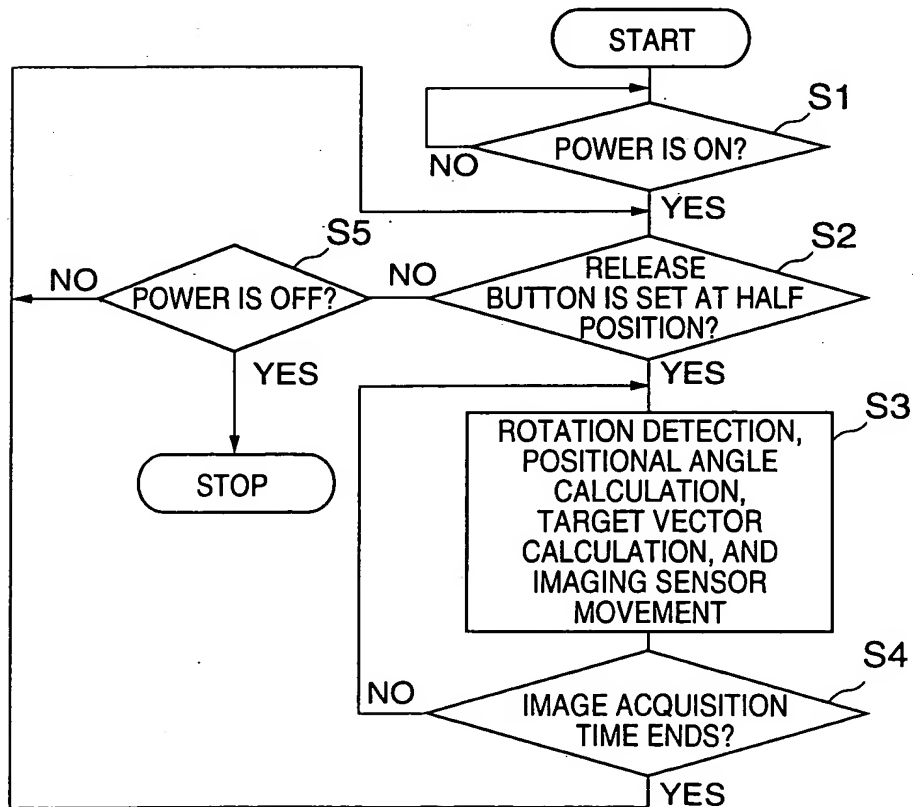 START
S1
POWER IS ON?
NO
YES
S2
RELEASE
BUTTON IS SET AT HALF
POSITION?
NO
S5
POWER IS OFF?
NO
YES
STOP
YES
S3
ROTATION DETECTION,
POSITIONAL ANGLE
CALCULATION,
TARGET VECTOR
CALCULATION, AND
IMAGING SENSOR
MOVEMENT
S4
IMAGE ACQUISITION
TIME ENDS?
NO
YES